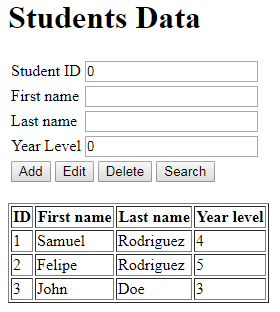 Students Data
Student ID 0
First name
Last name
Year Level 0
Add Edit Delete Search
ID First name Last name Year level
1 Samuel Rodriguez 4
2 Felipe Rodriguez 5
3 John Doe 3